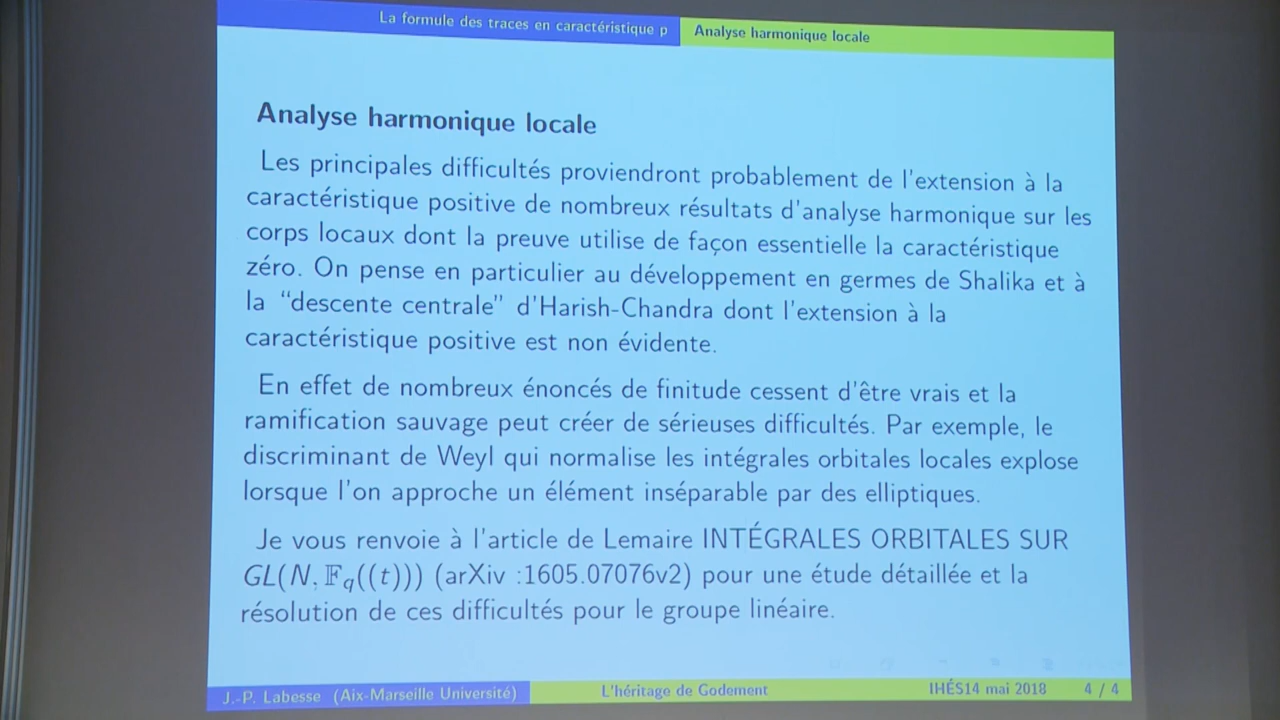 La formule des traces en caractéristique p
Analyse harmonique locale
Analyse harmonique locale
Les principales difficultés proviendront probablement de l'extension à la
caractéristique positive de nombreux résultats d'analyse harmonique sur les
corps locaux dont la preuve utilise de façon essentielle la caractéristique
zéro. On pense en particulier au développement en germes de Shalika et à
la “descente centrale” d'Harish-Chandra dont l'extension à la
caractéristique positive est non évidente.
En effet de nombreux énoncés de finitude cessent d'être vrais et la
ramification sauvage peut créer de sérieuses difficultés. Par exemple, le
discriminant de Weyl qui normalise les intégrales orbitales locales explose
lorsque l'on approche un élément inséparable par des elliptiques.
Je vous renvoie à l'article de Lemaire INTÉGRALES ORBITALES SUR
GL(N, 𝔽q((t))) (arXiv :1605.07076v2) pour une étude détaillée et la
résolution de ces difficultés pour le groupe linéaire.
J.-P. Labesse (Aix-Marseille Université)
L'héritage de Godement
IHÉS14 mai 2018
4 / 4